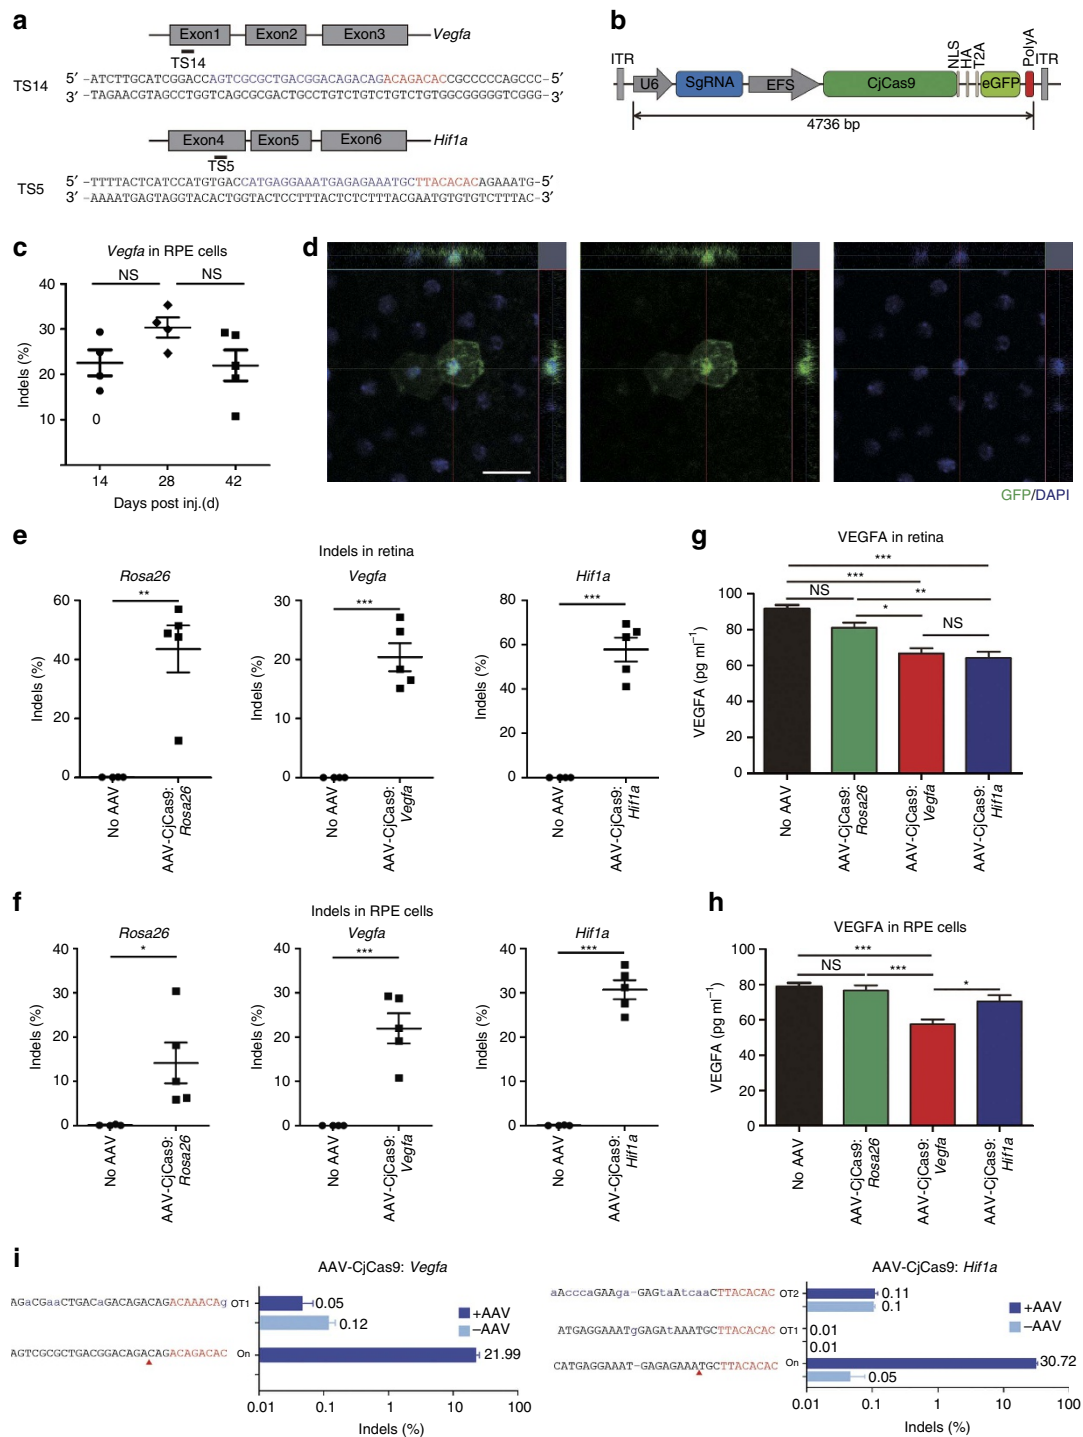 a
Exon1 Exon2 Exon3 Vegfa
TS14
TS14
5′ -ATCTTGCATCGGACCAGTCGCGCTGACGGACAGACAGACAGACACCGCCCCCAGCCC-5′
3′ -TAGAACGTAGCCTGGTCAGCGCGACTGCCTGTCTGTCTGTCTGTGGCGGGGGTCGGG-3′
Exon4 Exon5 Exon6 Hif1a
TS5
TS5
5′ -TTTTACTCATCCATGTGACCATGAGGAAATGAGAGAAATGCTTACACACAGAAATG-5′
3′ -AAAATGAGTAGGTACACTGGTACTCCTTTACTCTCTTTACGAATGTGTGTCTTTAC-3′
b
ITR U6 SgRNA EFS CjCas9 NLS HA T2A eGFP PolyA ITR
4736 bp
c
Vegfa in RPE cells
NS NS
40
30
20
10
0
Indels (%)
14 28 42
Days post inj.(d)
d
GFP/DAPI
e
Indels in retina
Rosa26
**
60
40
20
0
Indels (%)
No AAV
AAV-CjCas9: Rosa26
Vegfa
***
30
20
10
0
Indels (%)
No AAV
AAV-CjCas9: Vegfa
Hif1a
***
80
60
40
20
0
Indels (%)
No AAV
AAV-CjCas9: Hif1a
g
VEGFA in retina
***
***
NS **
*
NS
100
80
60
40
20
0
VEGFA (pg ml−1)
No AAV
AAV-CjCas9: Rosa26
AAV-CjCas9: Vegfa
AAV-CjCas9: Hif1a
f
Indels in RPE cells
Rosa26
*
40
30
20
10
0
Indels (%)
No AAV
AAV-CjCas9: Rosa26
Vegfa
***
40
30
20
10
0
Indels (%)
No AAV
AAV-CjCas9: Vegfa
Hif1a
***
40
30
20
10
0
Indels (%)
No AAV
AAV-CjCas9: Hif1a
h
VEGFA in RPE cells
***
NS ***
*
100
80
60
40
20
0
VEGFA (pg ml−1)
No AAV
AAV-CjCas9: Rosa26
AAV-CjCas9: Vegfa
AAV-CjCas9: Hif1a
i
AAV-CjCas9: Vegfa
AGaCGaaCTGACaGACAGACAGACAAACAg OT1 0.05
0.12
+AAV
−AAV
AGTCGCGCTGACGGACAGACAGACAGACAC On 21.99
0.01 0.1 1 10 100
Indels (%)
AAV-CjCas9: Hif1a
aAcccaGAAga-GAGtaAtcaaCTTACACAC OT2 0.11
0.1
+AAV
−AAV
ATGAGGAAATgGGAGAtAAATGCTTACACAC OT1 0.01
0.01
CATGAGGAAAT-GAGAGAAATGCTTACACAC On 30.72
0.05
0.01 0.1 1 10 100
Indels (%)